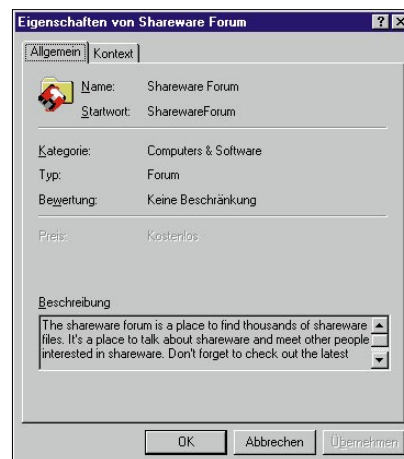 Eigenschaften von Shareware Forum
Allgemein Kontext
Name: Shareware Forum
Startwort: SharewareForum
Kategorie: Computers & Software
Typ: Forum
Bewertung: Keine Beschränkung
Preis: Kostenlos
Beschreibung
The shareware forum is a place to find thousands of shareware
files. It's a place to talk about shareware and meet other people
interested in shareware. Don't forget to check out the latest
OK Abbrechen Übernehmen